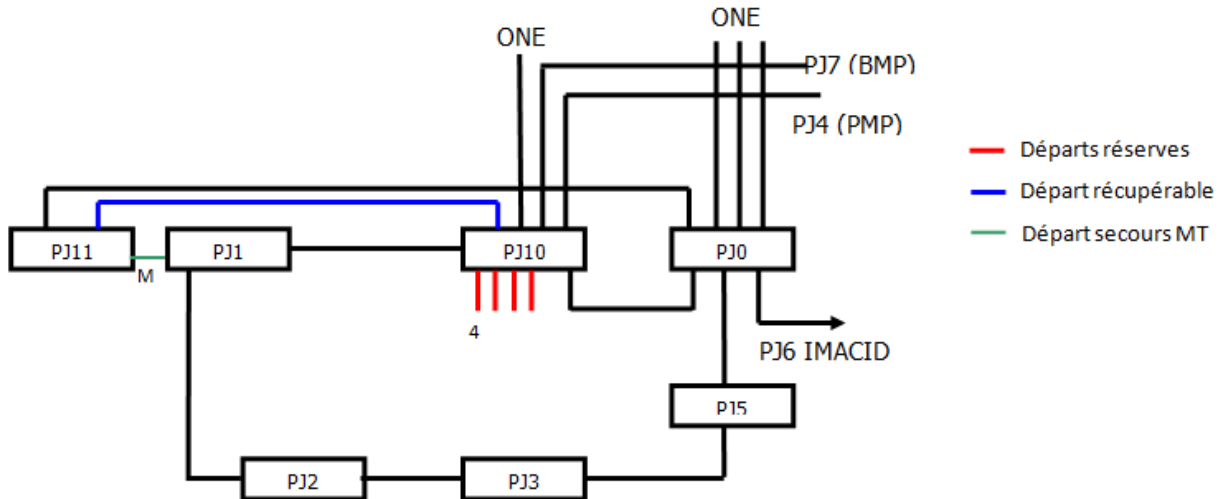 ONE
ONE
PJ7 (BMP)
PJ4 (PMP)
Départs réserves
Départ récupérable
Départ secours MT
PJ11
PJ1
PJ10
PJ0
M
4
PJ6 IMACID
PJ5
PJ2
PJ3